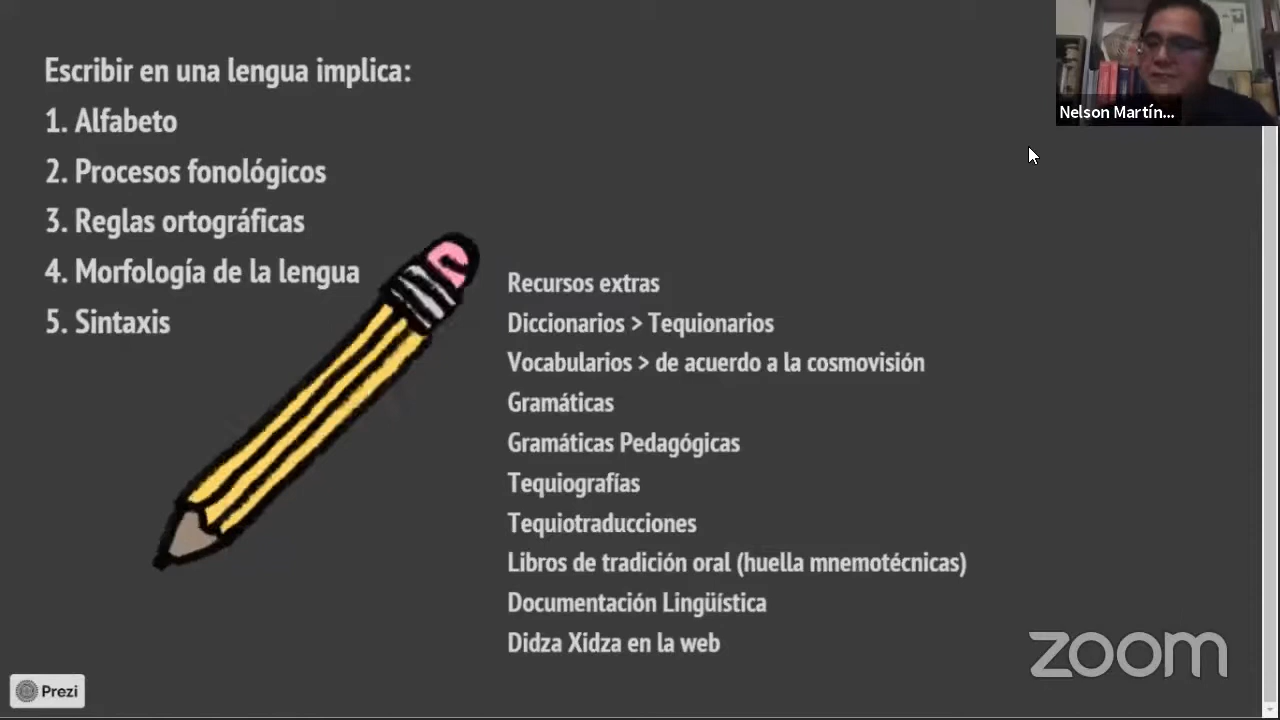 Escribir en una lengua implica:
1. Alfabeto
2. Procesos fonológicos
3. Reglas ortográficas
4. Morfología de la lengua
5. Sintaxis
Recursos extras
Diccionarios > Tequionarios
Vocabularios > de acuerdo a la cosmovisión
Gramáticas
Gramáticas Pedagógicas
Tequiografías
Tequiotraducciones
Libros de tradición oral (huella mnemotécnicas)
Documentación Lingüística
Didza Xidza en la web
Nelson Martín...
zoom
Prezi